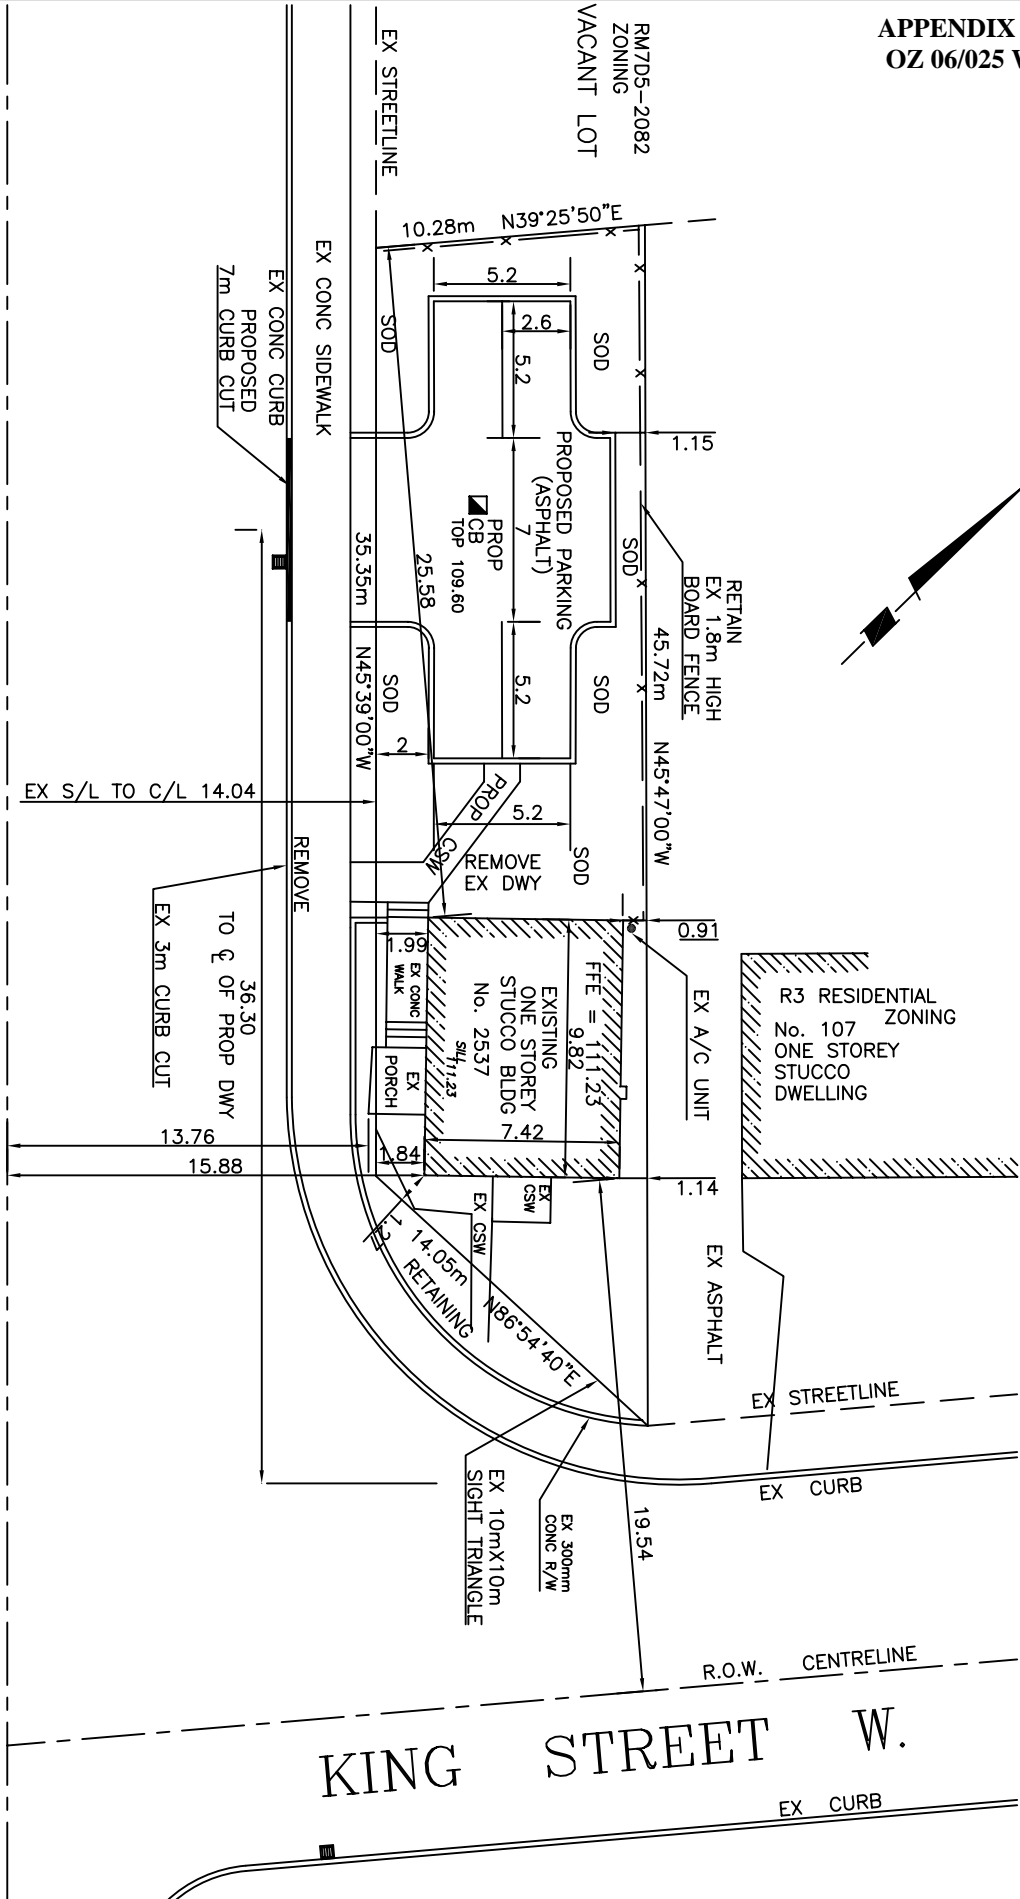 APPENDIX
OZ 06/025 W
RM7D5-2082
ZONING
VACANT LOT
EX STREETLINE
10.28m N39°25'50"E
EX CONC SIDEWALK
EX CONC CURB
PROPOSED
7m CURB CUT
5.2
2.6
5.2
SOD
SOD
1.15
PROPOSED PARKING
(ASPHALT)
7
PROP
CB
TOP 109.60
SOD
RETAIN
EX 1.8m HIGH
BOARD FENCE
45.72m N45°47'00"W
25.58
35.35m N45°39'00"W
5.2
SOD
SOD
2
EX S/L TO C/L 14.04
PROP CSW
5.2
SOD
REMOVE
EX DWY
REMOVE
EX 3m CURB CUT
36.30
TO ℄ OF PROP DWY
0.91
EX A/C UNIT
1.99
EX CONC
WALK
FFE = 111.23
9.82
EXISTING
ONE STOREY
STUCCO BLDG
No. 2537
SILL
111.23
EX
PORCH
7.42
R3 RESIDENTIAL
ZONING
No. 107
ONE STOREY
STUCCO
DWELLING
13.76
1.84
15.88
1.14
EX
CSW
EX CSW
1.21
14.05m N86°54'40"E
RETAINING
EX ASPHALT
EX STREETLINE
EX CURB
EX 10mX10m
SIGHT TRIANGLE
EX 300mm
CONC R/W
19.54
R.O.W. CENTRELINE
KING STREET W.
EX CURB